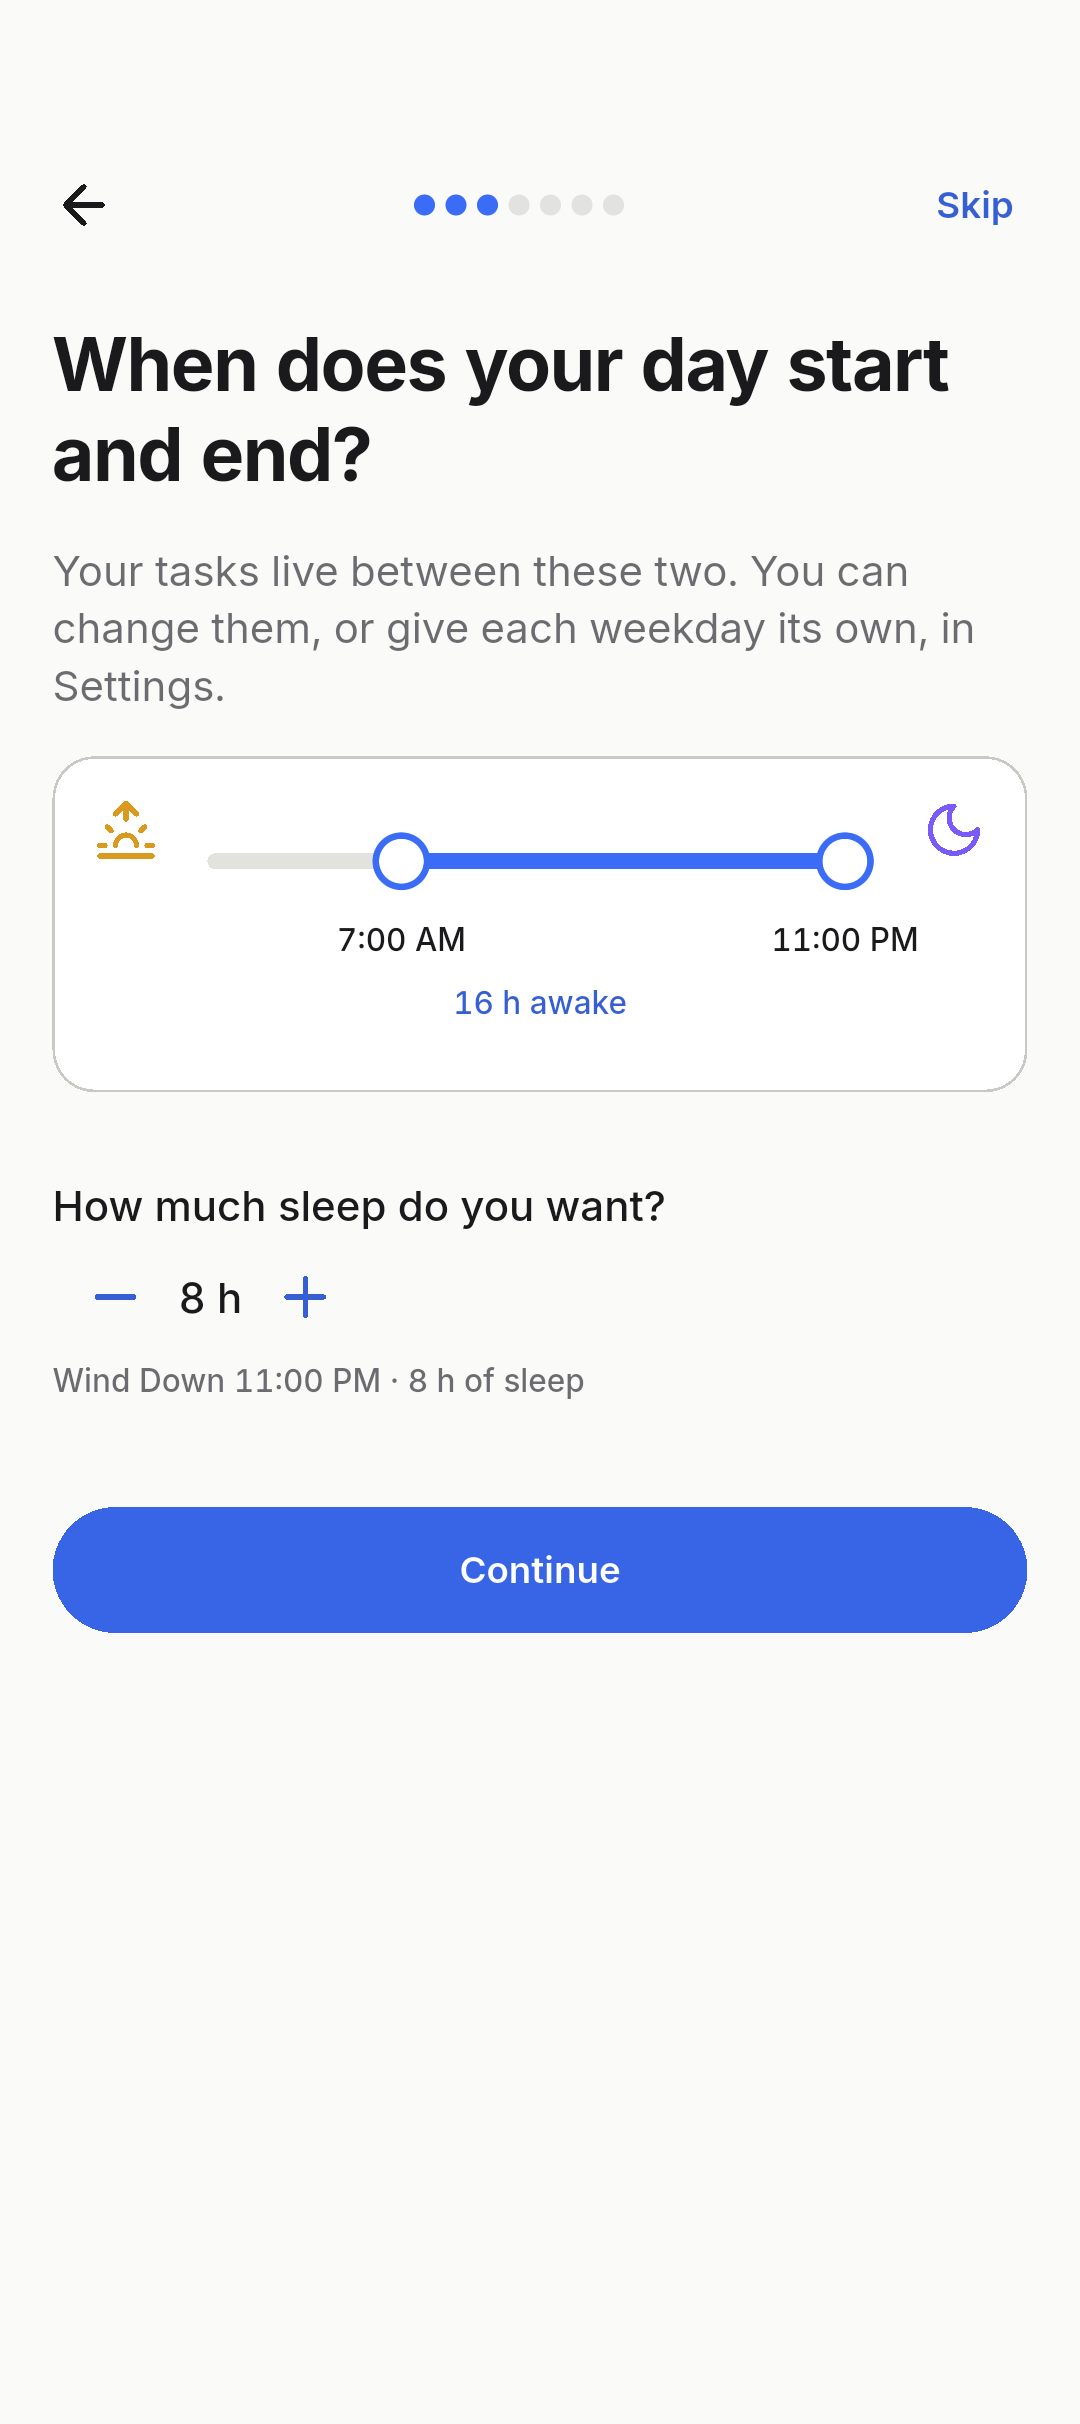 Skip
When does your day start
and end?
Your tasks live between these two. You can
change them, or give each weekday its own, in
Settings.
7:00 AM 11:00 PM
16 h awake
How much sleep do you want?
8 h
Wind Down 11:00 PM · 8 h of sleep
Continue